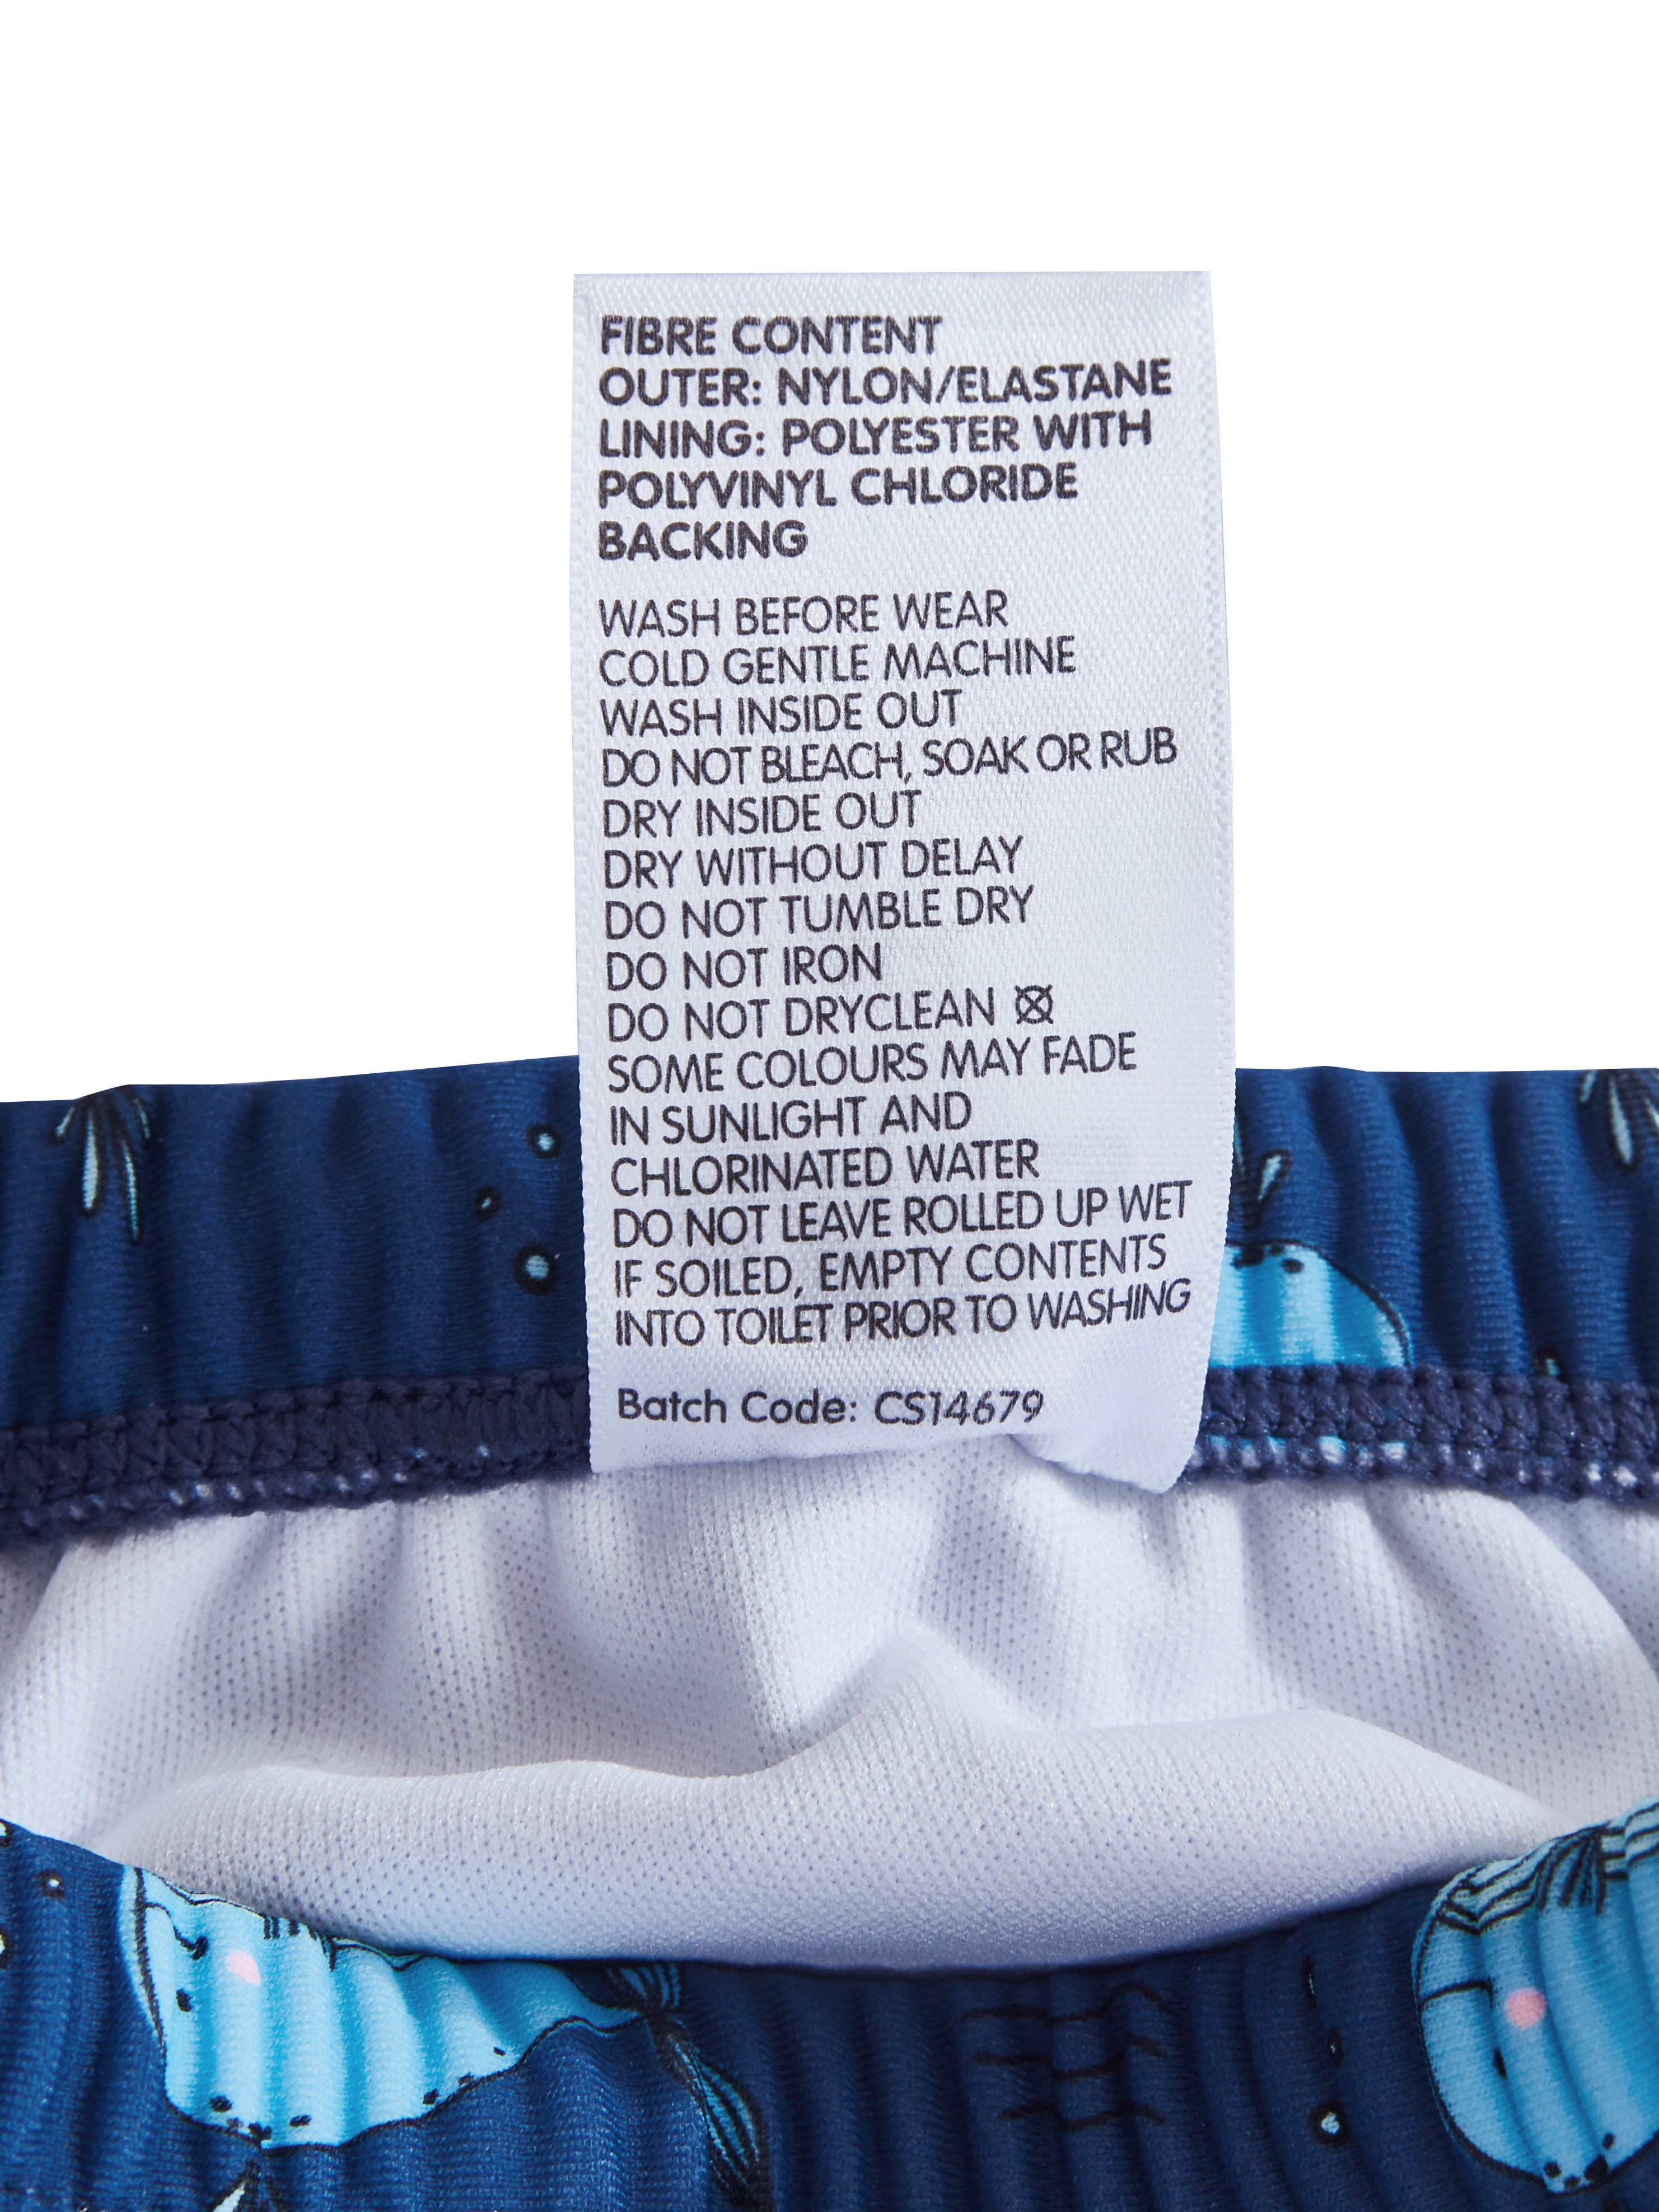 FIBRE CONTENT
OUTER: NYLON/ELASTANE
LINING: POLYESTER WITH
POLYVINYL CHLORIDE
BACKING
WASH BEFORE WEAR
COLD GENTLE MACHINE
WASH INSIDE OUT
DO NOT BLEACH, SOAK OR RUB
DRY INSIDE OUT
DRY WITHOUT DELAY
DO NOT TUMBLE DRY
DO NOT IRON
DO NOT DRYCLEAN
SOME COLOURS MAY FADE
IN SUNLIGHT AND
CHLORINATED WATER
DO NOT LEAVE ROLLED UP WET
IF SOILED, EMPTY CONTENTS
INTO TOILET PRIOR TO WASHING
Batch Code: CS14679